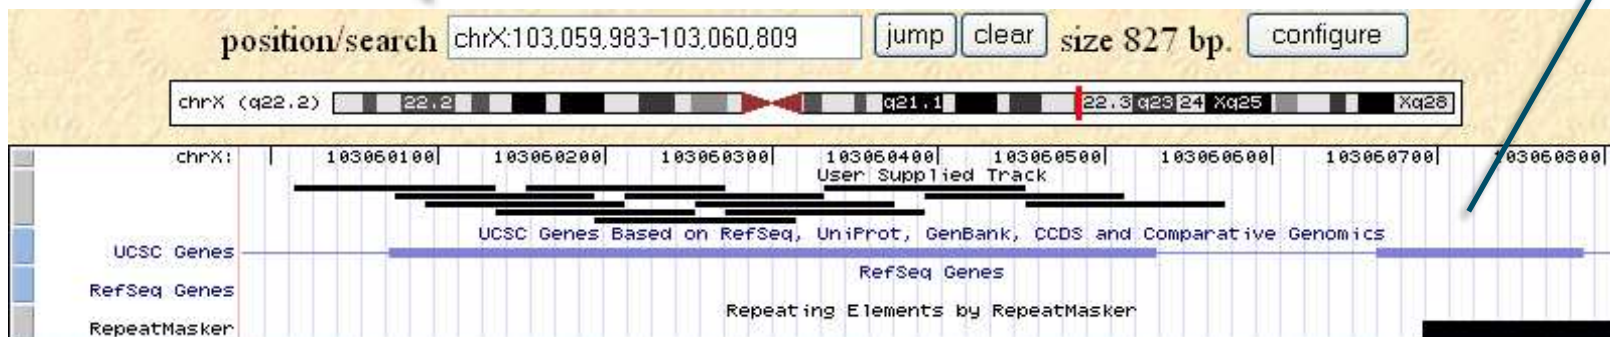 position/search chrX:103,059,983-103,060,809 jump clear size 827 bp. configure
chrX (q22.2) 22.2 q21.1 22.3 q23 24 Xq25 Xq28
chrX: | 103060100| 103060200| 103060300| 103060400| 103060500| 103060600| 103060700| 103060800|
User Supplied Track
UCSC Genes Based on RefSeq, UniProt, GenBank, CCDS and Comparative Genomics
UCSC Genes
RefSeq Genes
RefSeq Genes
Repeating Elements by RepeatMasker
RepeatMasker